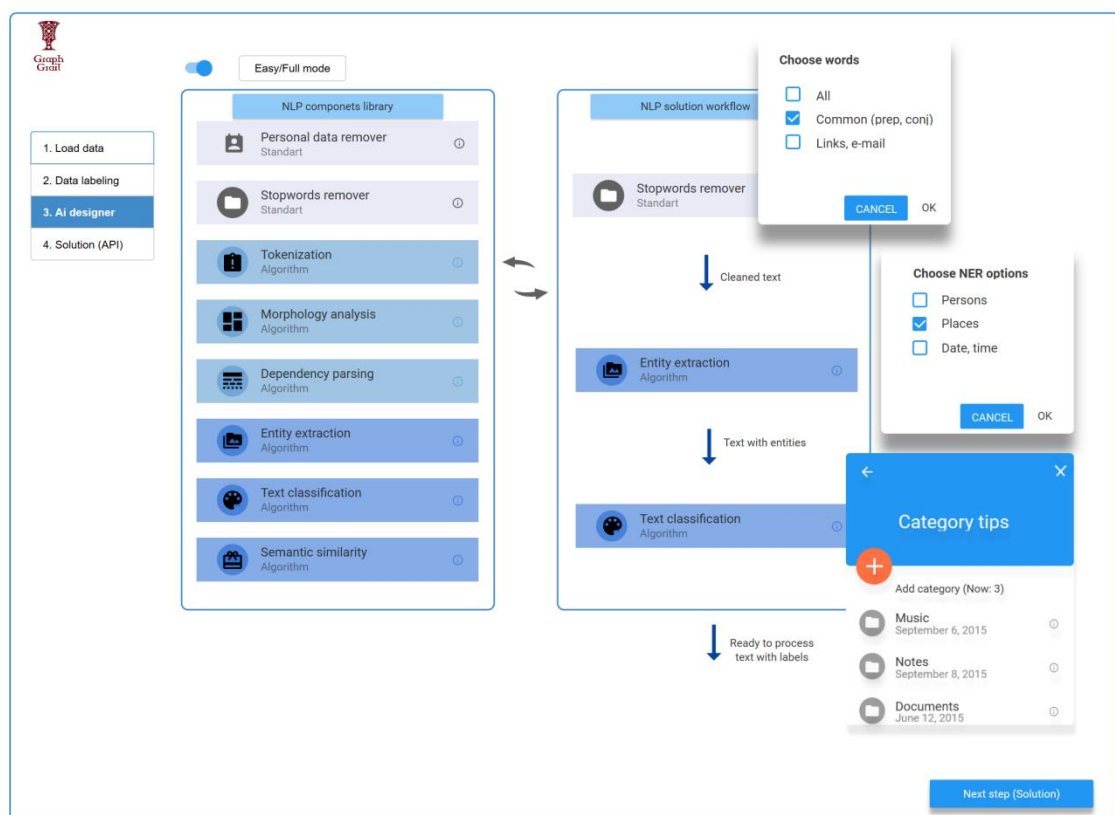 Graph
Grail
Easy/Full mode
1. Load data
2. Data labeling
3. Ai designer
4. Solution (API)
NLP componets library
Personal data remover
Standart
Stopwords remover
Standart
Tokenization
Algorithm
Morphology analysis
Algorithm
Dependency parsing
Algorithm
Entity extraction
Algorithm
Text classification
Algorithm
Semantic similarity
Algorithm
NLP solution workflow
Stopwords remover
Standart
Cleaned text
Entity extraction
Algorithm
Text with entities
Text classification
Algorithm
Ready to process
text with labels
Choose words
All
Common (prep, conj)
Links, e-mail
CANCEL OK
Choose NER options
Persons
Places
Date, time
CANCEL OK
Category tips
Add category (Now: 3)
Music
September 6, 2015
Notes
September 8, 2015
Documents
June 12, 2015
Next step (Solution)